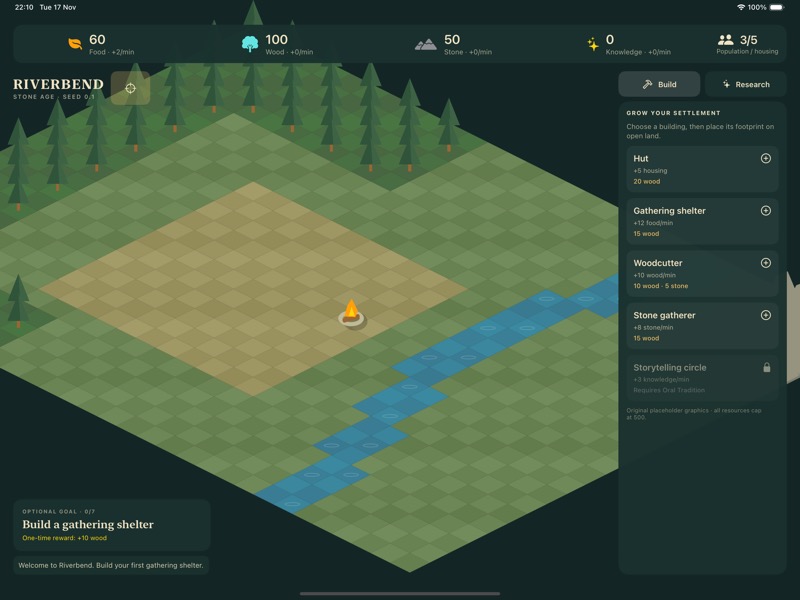 22:10 Tue 17 Nov
100%
60
Food · +2/min
100
Wood · +0/min
50
Stone · +0/min
0
Knowledge · +0/min
3/5
Population / housing
RIVERBEND
STONE AGE · SEED 0.1
Build
Research
GROW YOUR SETTLEMENT
Choose a building, then place its footprint on
open land.
Hut
+5 housing
20 wood
Gathering shelter
+12 food/min
15 wood
Woodcutter
+10 wood/min
10 wood · 5 stone
Stone gatherer
+8 stone/min
15 wood
Storytelling circle
+3 knowledge/min
Requires Oral Tradition
Original placeholder graphics · all resources cap
at 500.
OPTIONAL GOAL · 0/7
Build a gathering shelter
One-time reward: +10 wood
Welcome to Riverbend. Build your first gathering shelter.